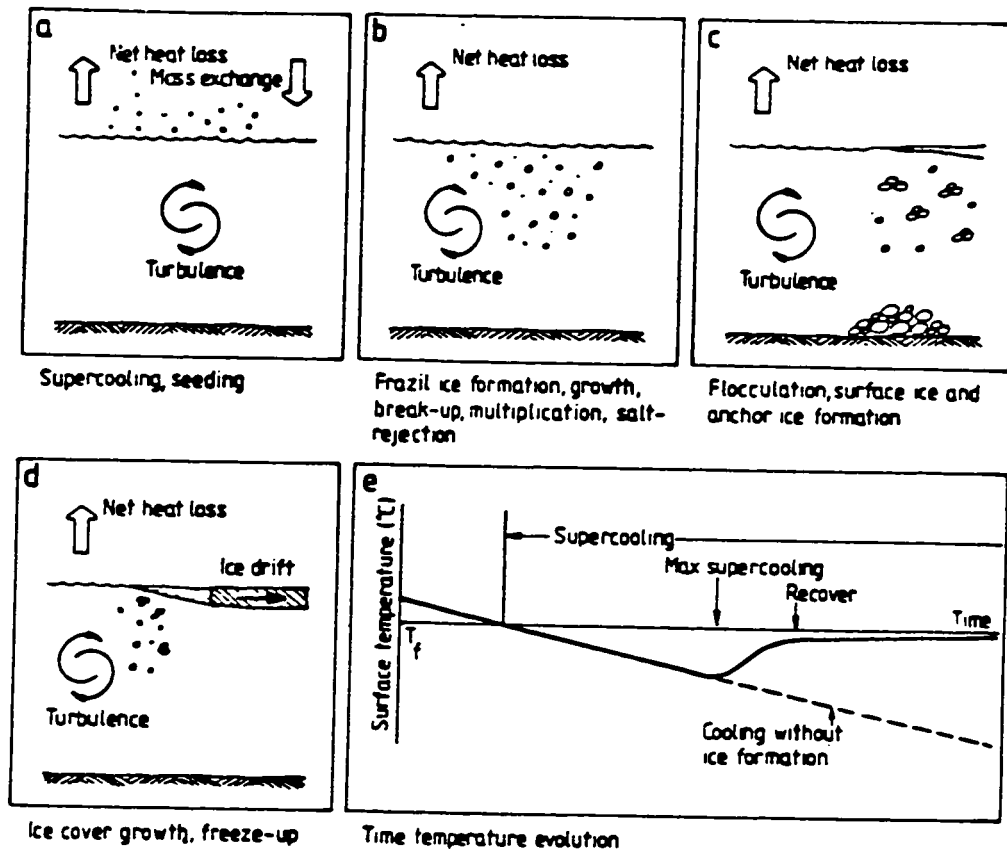 a
Net heat loss
Mass exchange
Turbulence
Supercooling, seeding
b
Net heat loss
Turbulence
Frazil ice formation, growth,
break-up, multiplication, salt-
rejection
c
Net heat loss
Turbulence
Flocculation, surface ice and
anchor ice formation
d
Net heat loss
Ice drift
Turbulence
Ice cover growth, freeze-up
e
Surface temperature (°C)
Supercooling
Max supercooling
Recover
Time
T_f
Cooling without
ice formation
Time temperature evolution